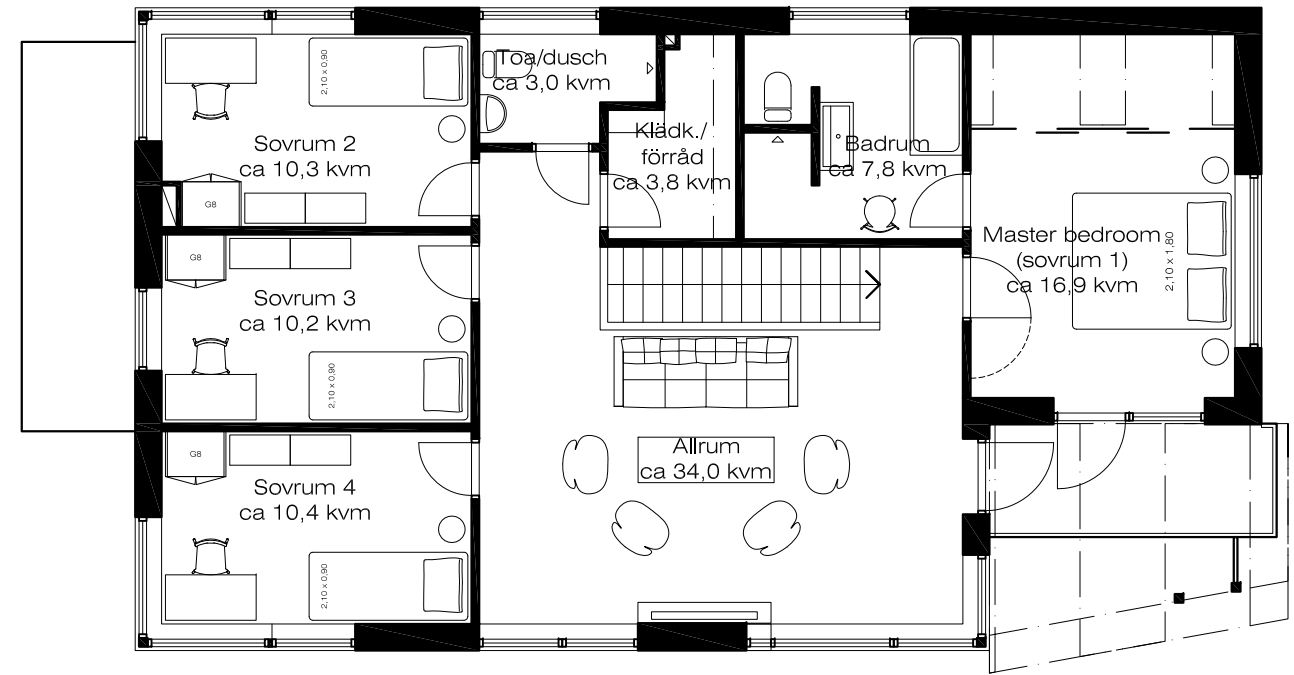 2,10 x 0,90
Sovrum 2
ca 10,3 kvm
G8
Toa/dusch
ca 3,0 kvm
Klädk./
förråd
ca 3,8 kvm
Badrum
ca 7,8 kvm
Master bedroom
(sovrum 1)
ca 16,9 kvm
2,10 x 1,80
G8
Sovrum 3
ca 10,2 kvm
2,10 x 0,90
Allrum
ca 34,0 kvm
G8
Sovrum 4
ca 10,4 kvm
2,10 x 0,90